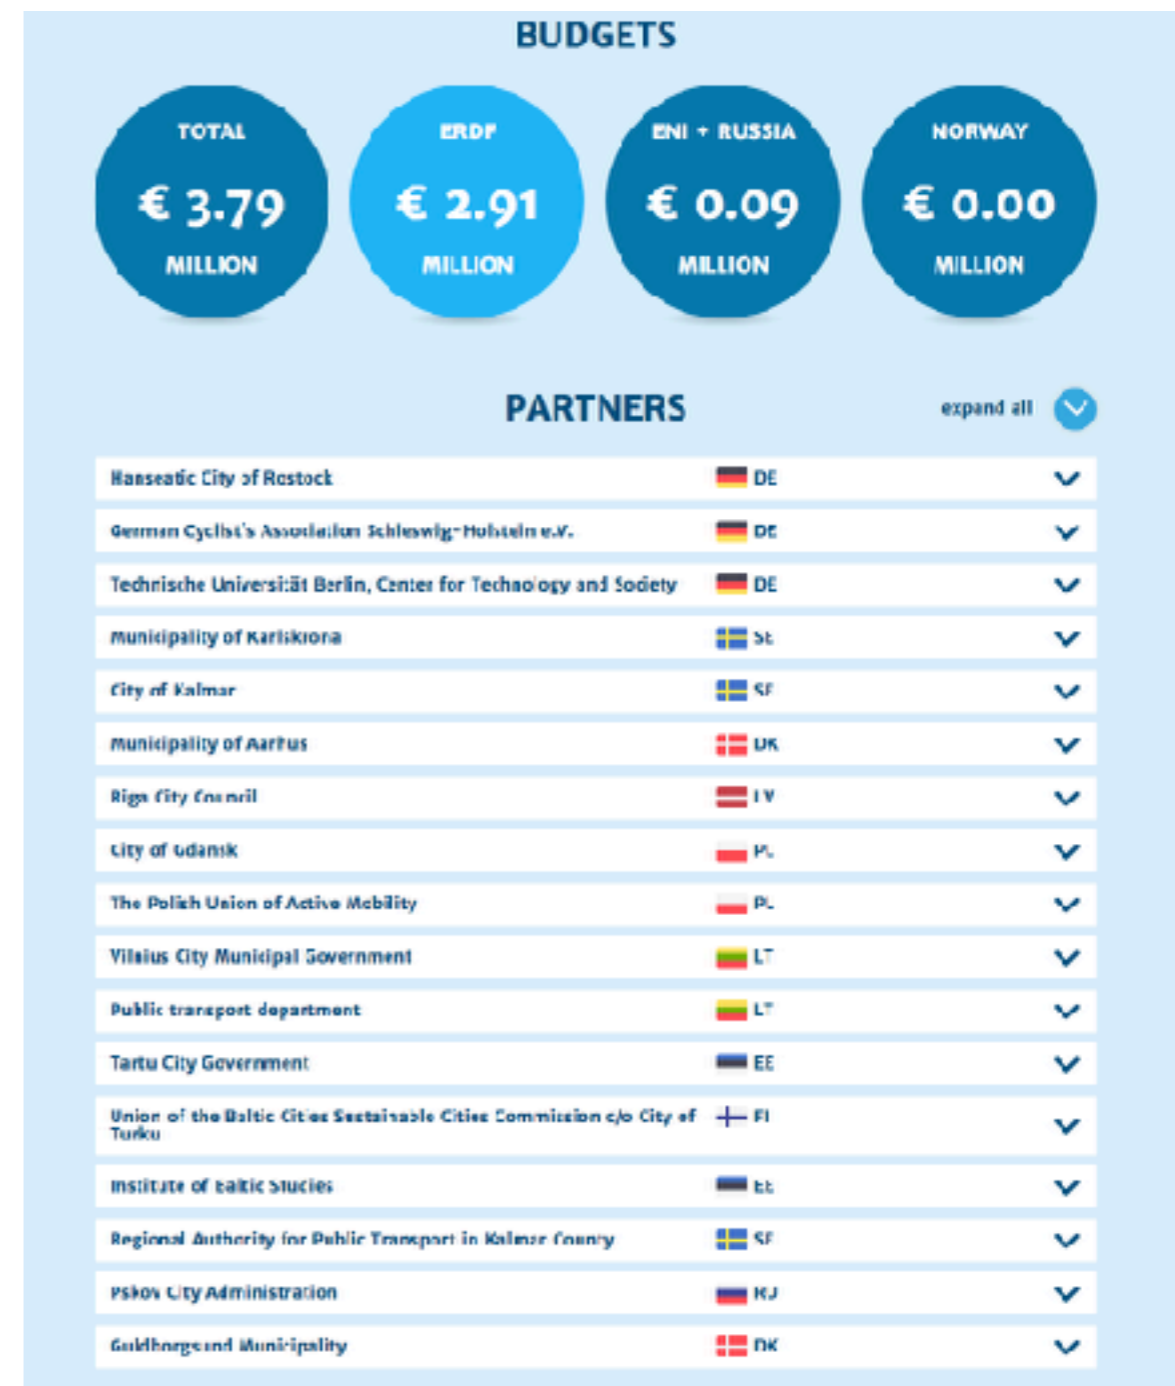 BUDGETS
TOTAL
€ 3.79
MILLION
ERDF
€ 2.91
MILLION
ENI + RUSSIA
€ 0.09
MILLION
NORWAY
€ 0.00
MILLION
PARTNERS
expand all
Hanseatic City of Rostock DE
German Cyclist's Association Schleswig-Holstein e.V. DE
Technische Universität Berlin, Center for Technology and Society DE
Municipality of Karlskrona SE
City of Kalmar SE
Municipality of Aarhus DK
Riga City Council LV
City of Gdansk PL
The Polish Union of Active Mobility PL
Vilnius City Municipal Government LT
Public transport department LT
Tartu City Government EE
Union of the Baltic Cities Sustainable Cities Commission c/o City of FI
Turku
Institute of Baltic Studies EE
Regional Authority for Public Transport in Kalmar County SE
Pskov City Administration RU
Guldborgsund Municipality DK